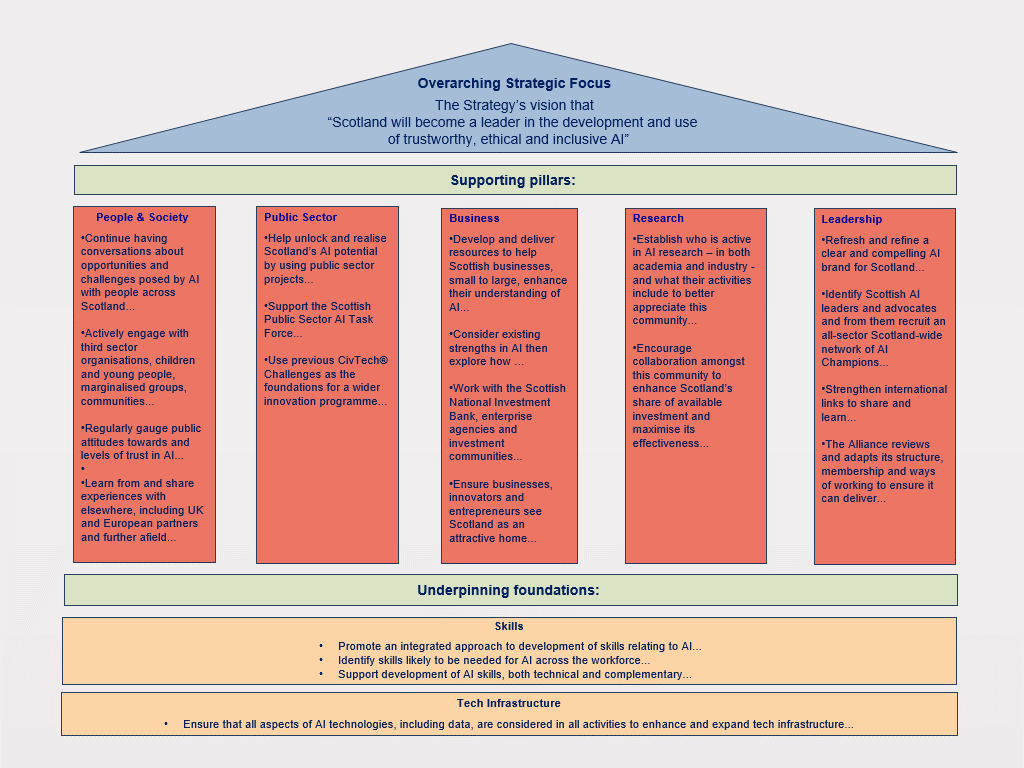 Overarching Strategic Focus
The Strategy's vision that
“Scotland will become a leader in the development and use
of trustworthy, ethical and inclusive AI”
Supporting pillars:
People & Society
•Continue having
conversations about
opportunities and
challenges posed by AI
with people across
Scotland...
•Actively engage with
third sector
organisations, children
and young people,
marginalised groups,
communities...
•Regularly gauge public
attitudes towards and
levels of trust in AI...
•
•Learn from and share
experiences with
elsewhere, including UK
and European partners
and further afield...
Public Sector
•Help unlock and realise
Scotland's AI potential
by using public sector
projects...
•Support the Scottish
Public Sector AI Task
Force...
•Use previous CivTech®
Challenges as the
foundations for a wider
innovation programme...
Business
•Develop and deliver
resources to help
Scottish businesses,
small to large, enhance
their understanding of
AI...
•Consider existing
strengths in AI then
explore how ...
•Work with the Scottish
National Investment
Bank, enterprise
agencies and
investment
communities...
•Ensure businesses,
innovators and
entrepreneurs see
Scotland as an
attractive home...
Research
•Establish who is active
in AI research – in both
academia and industry -
and what their activities
include to better
appreciate this
community...
•Encourage
collaboration amongst
this community to
enhance Scotland's
share of available
investment and
maximise its
effectiveness...
Leadership
•Refresh and refine a
clear and compelling AI
brand for Scotland...
•Identify Scottish AI
leaders and advocates
and from them recruit an
all-sector Scotland-wide
network of AI
Champions...
•Strengthen international
links to share and
learn...
•The Alliance reviews
and adapts its structure,
membership and ways
of working to ensure it
can deliver...
Underpinning foundations:
Skills
• Promote an integrated approach to development of skills relating to AI...
• Identify skills likely to be needed for AI across the workforce...
• Support development of AI skills, both technical and complementary...
Tech Infrastructure
• Ensure that all aspects of AI technologies, including data, are considered in all activities to enhance and expand tech infrastructure...